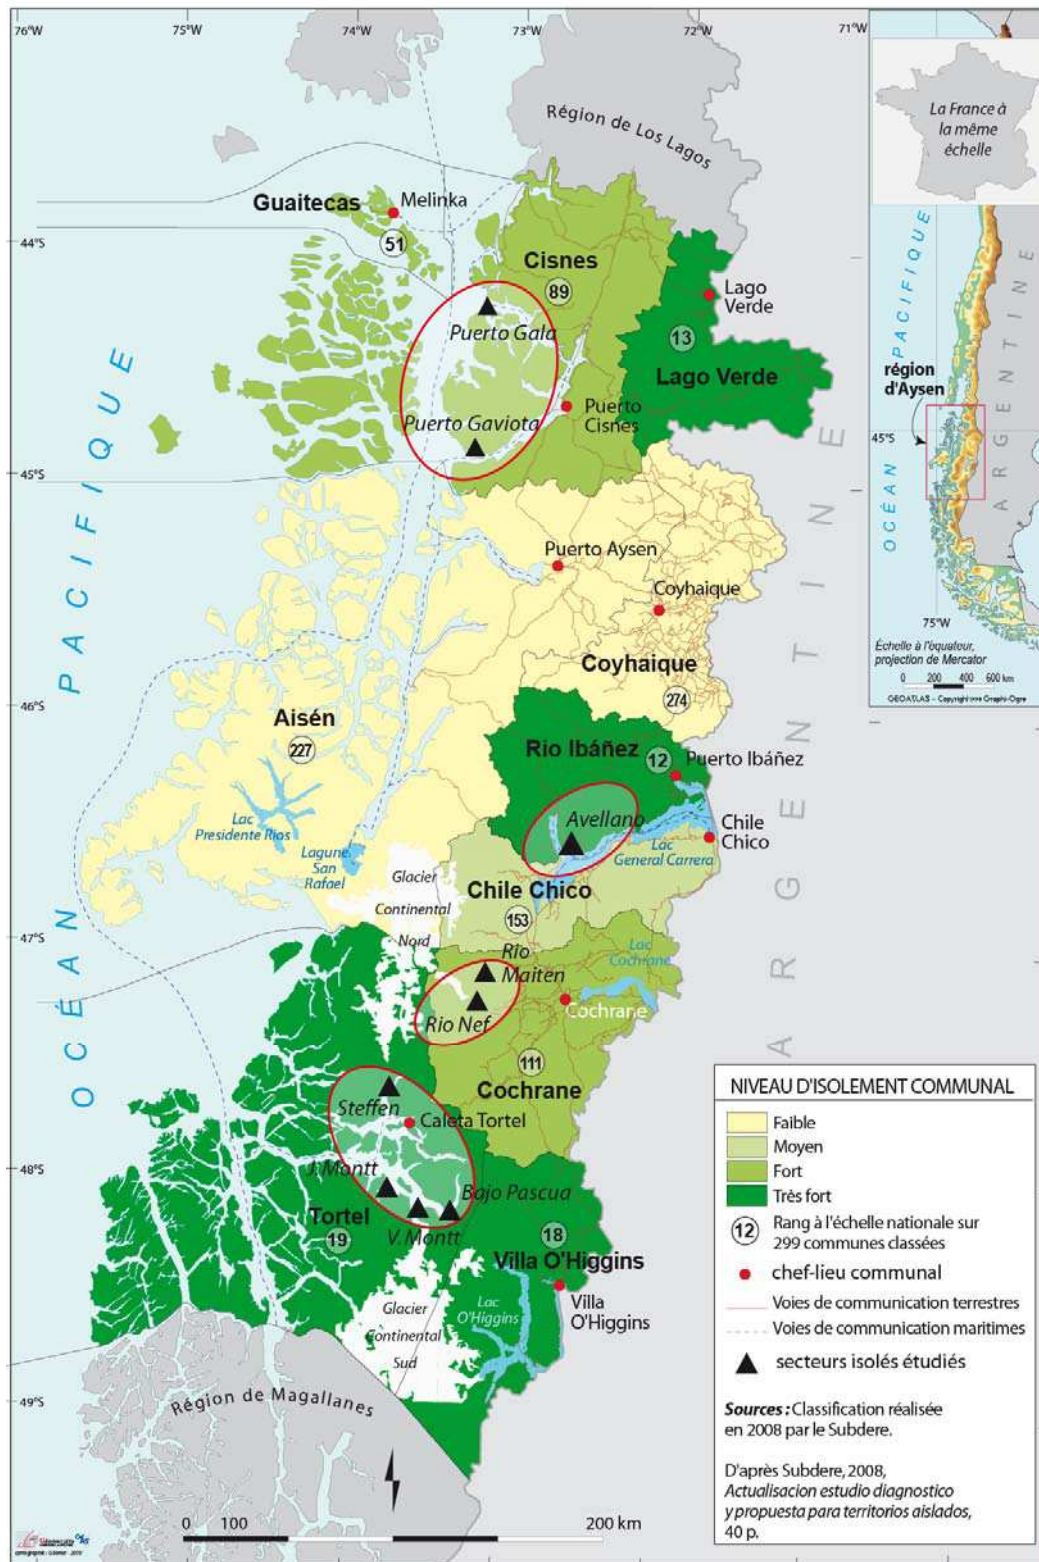 76°W
75°W
74°W
73°W
72°W
71°W
Région de Los Lagos
La France à
la même
échelle
Guaitecas
Melinka
51
44°S
Cisnes
89
Lago
Verde
13
Lago Verde
Puerto Gala
Puerto Gaviota
Puerto
Cisnes
OCÉAN PACIFIQUE
ARGENTINE
région
d'Aysen
45°S
OCÉAN PACIFIQUE
ARGENTINE
75°W
Échelle à l'équateur,
projection de Mercator
0 200 400 600 km
45°S
Puerto Aysen
Coyhaique
Coyhaique
274
46°S
Aisén
227
Rio Ibáñez
12
Puerto Ibáñez
Avellano
Lac
Presidente Rios
Lagune
San
Rafael
Chile
Chico
Lac
General Carrera
Glacier
Continental
Nord
Chile Chico
153
47°S
Rio
Maiten
Rio Nef
Lac
Cochrane
Cochrane
111
Cochrane
Steffen
Caleta Tortel
48°S
J. Montt
Bajo Pascua
V. Montt
Tortel
19
18
Villa O'Higgins
Villa
O'Higgins
Lac
O'Higgins
Glacier
Continental
Sud
49°S
Région de Magallanes
0 100 200 km
NIVEAU D'ISOLEMENT COMMUNAL
Faible
Moyen
Fort
Très fort
12 Rang à l'échelle nationale sur
299 communes classées
chef-lieu communal
Voies de communication terrestres
Voies de communication maritimes
secteurs isolés étudiés
Sources : Classification réalisée
en 2008 par le Subdere.
D'après Subdere, 2008,
Actualisacion estudio diagnostico
y propuesta para territorios aislados,
40 p.